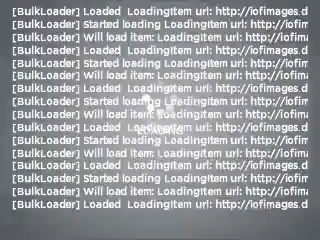 [BulkLoader] Loaded LoadingItem url: http://iofimages.d
[BulkLoader] Started loading LoadingItem url: http://iofim
[BulkLoader] Will load item: LoadingItem url: http://iofima
[BulkLoader] Loaded LoadingItem url: http://iofimages.d
[BulkLoader] Started loading LoadingItem url: http://iofim
[BulkLoader] Will load item: LoadingItem url: http://iofima
[BulkLoader] Loaded LoadingItem url: http://iofimages.d
[BulkLoader] Started loading LoadingItem url: http://iofim
[BulkLoader] Will load item: LoadingItem url: http://iofima
[BulkLoader] Loaded LoadingItem url: http://iofimages.d
LOADING
[BulkLoader] Started loading LoadingItem url: http://iofim
[BulkLoader] Will load item: LoadingItem url: http://iofima
[BulkLoader] Loaded LoadingItem url: http://iofimages.d
[BulkLoader] Started loading LoadingItem url: http://iofim
[BulkLoader] Will load item: LoadingItem url: http://iofima
[BulkLoader] Loaded LoadingItem url: http://iofimages.d